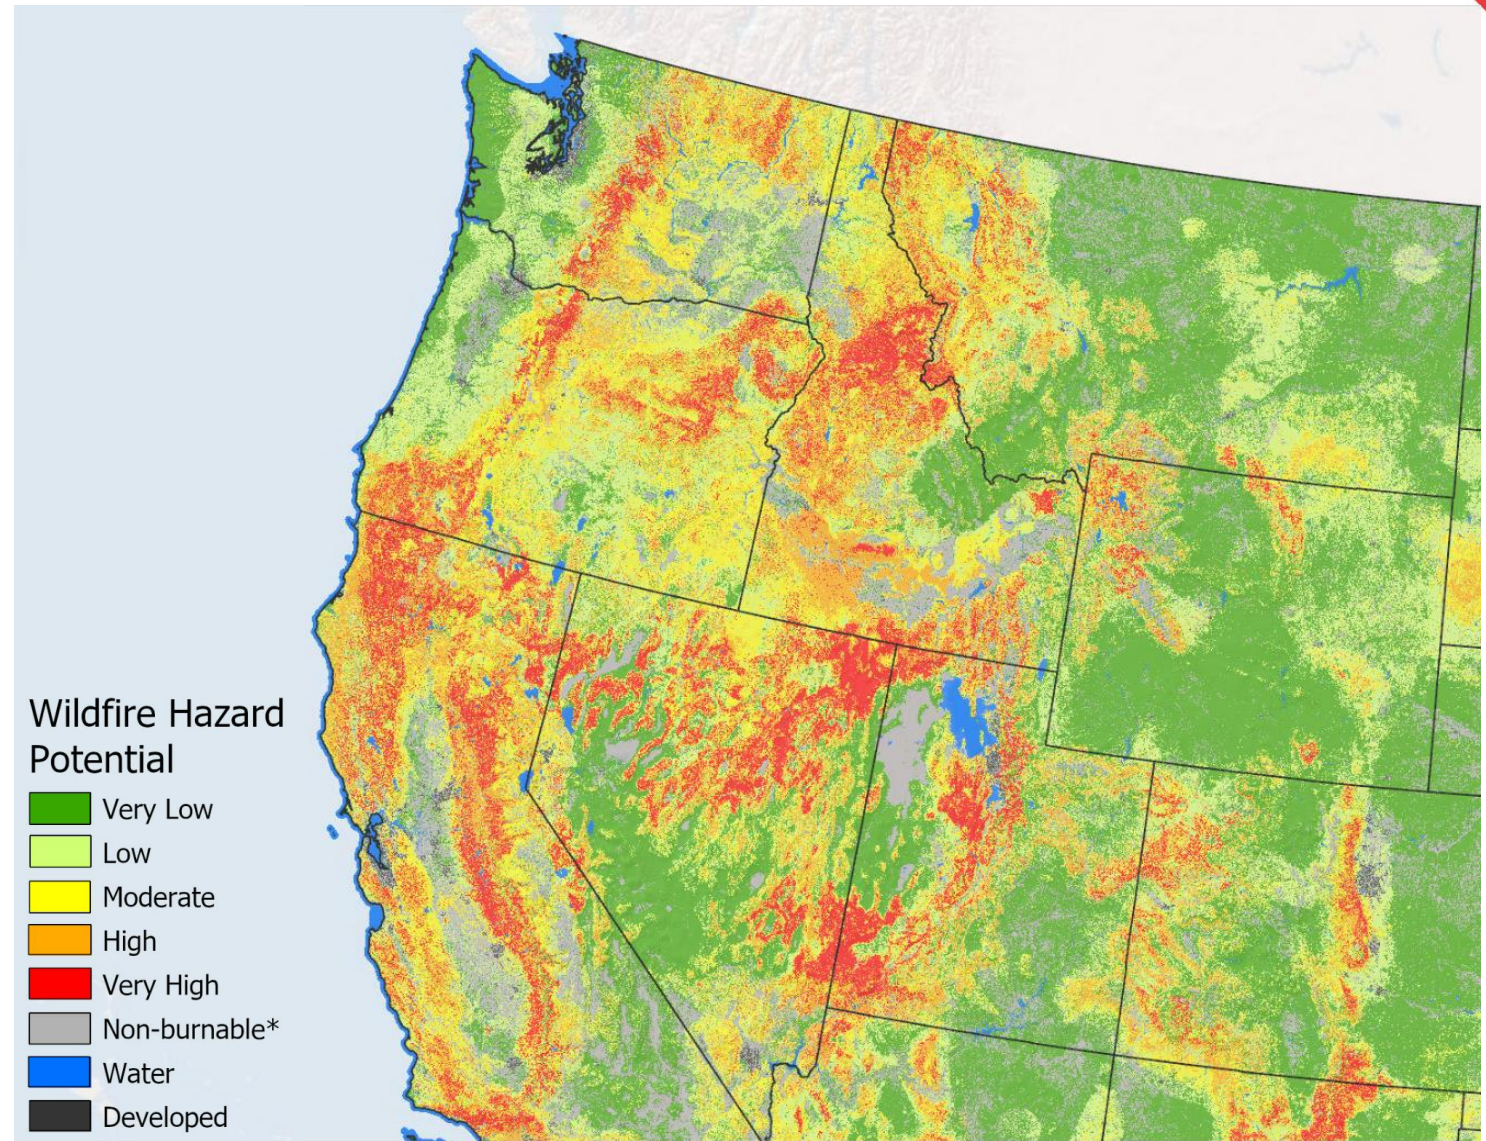 Wildfire Hazard
Potential
Very Low
Low
Moderate
High
Very High
Non-burnable*
Water
Developed